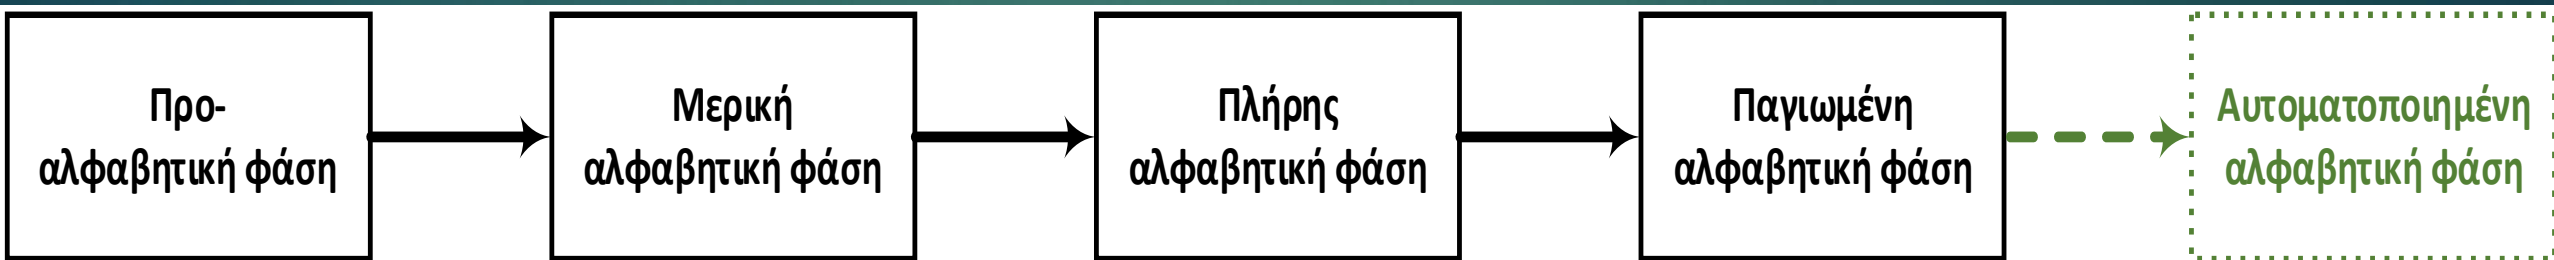 Προ-
αλφαβητική φάση
Μερική
αλφαβητική φάση
Πλήρης
αλφαβητική φάση
Παγιωμένη
αλφαβητική φάση
Αυτοματοποιημένη
αλφαβητική φάση